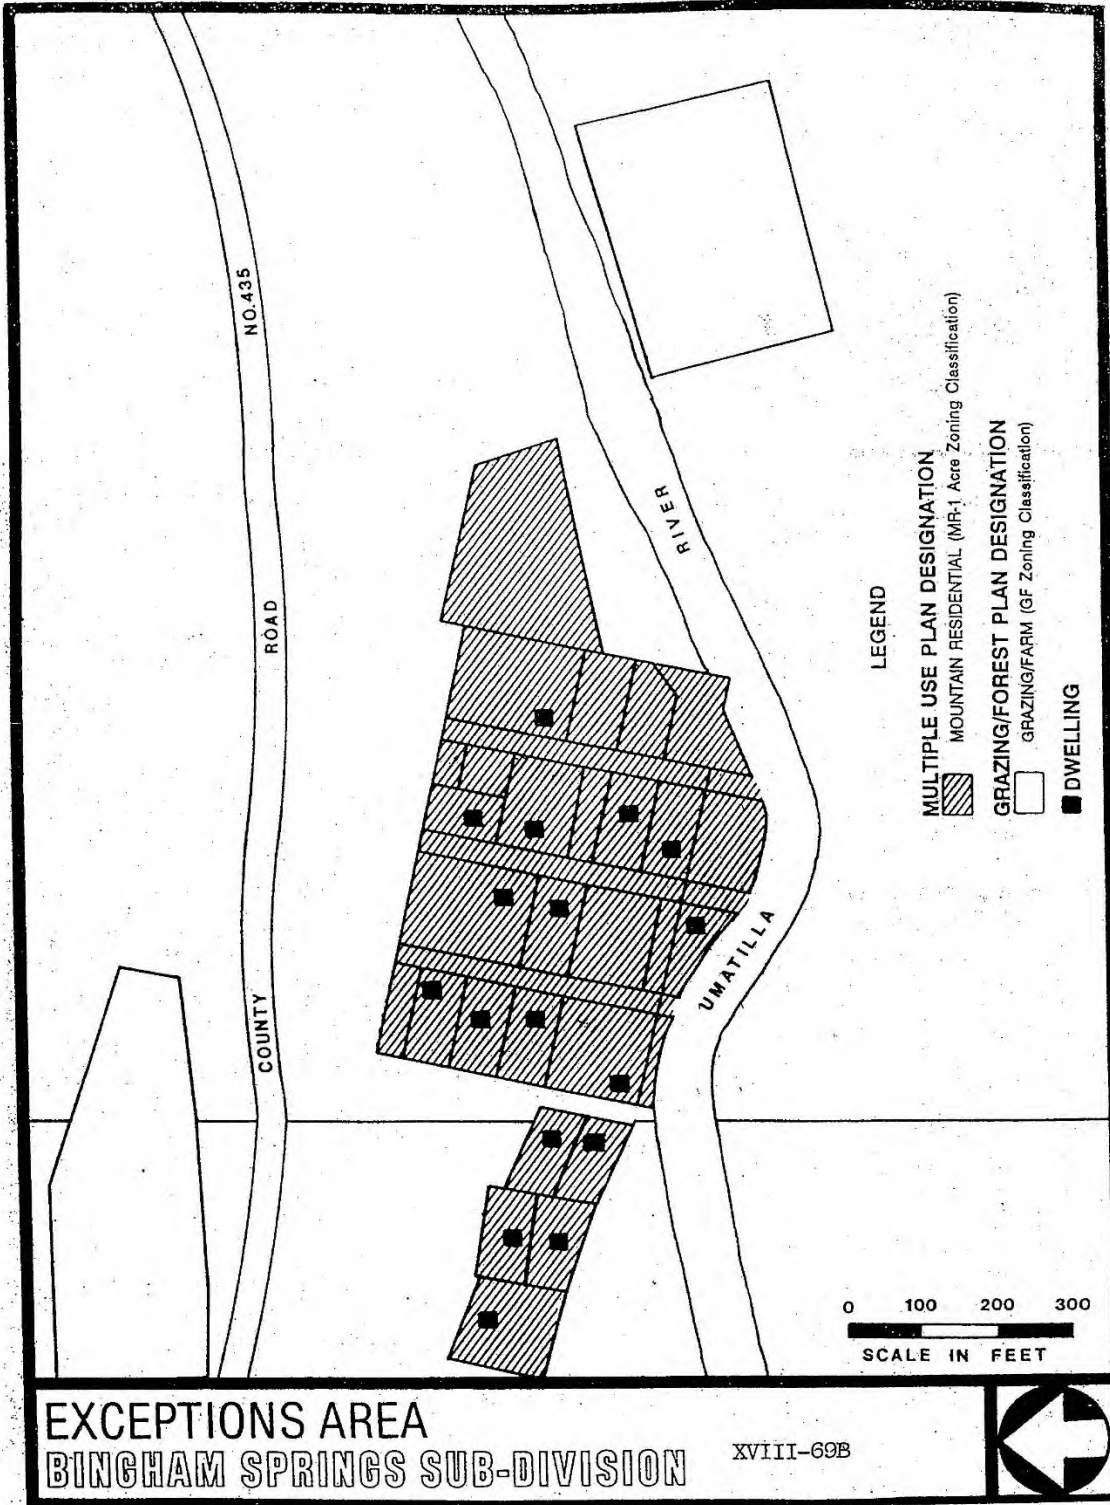 NO.435
ROAD
COUNTY
RIVER
UMATILLA
LEGEND
MULTIPLE USE PLAN DESIGNATION
MOUNTAIN RESIDENTIAL (MR-1 Acre Zoning Classification)
GRAZING/FOREST PLAN DESIGNATION
GRAZING/FARM (GF Zoning Classification)
DWELLING
0 100 200 300
SCALE IN FEET
EXCEPTIONS AREA
BINGHAM SPRINGS SUB-DIVISION
XVIII-69B